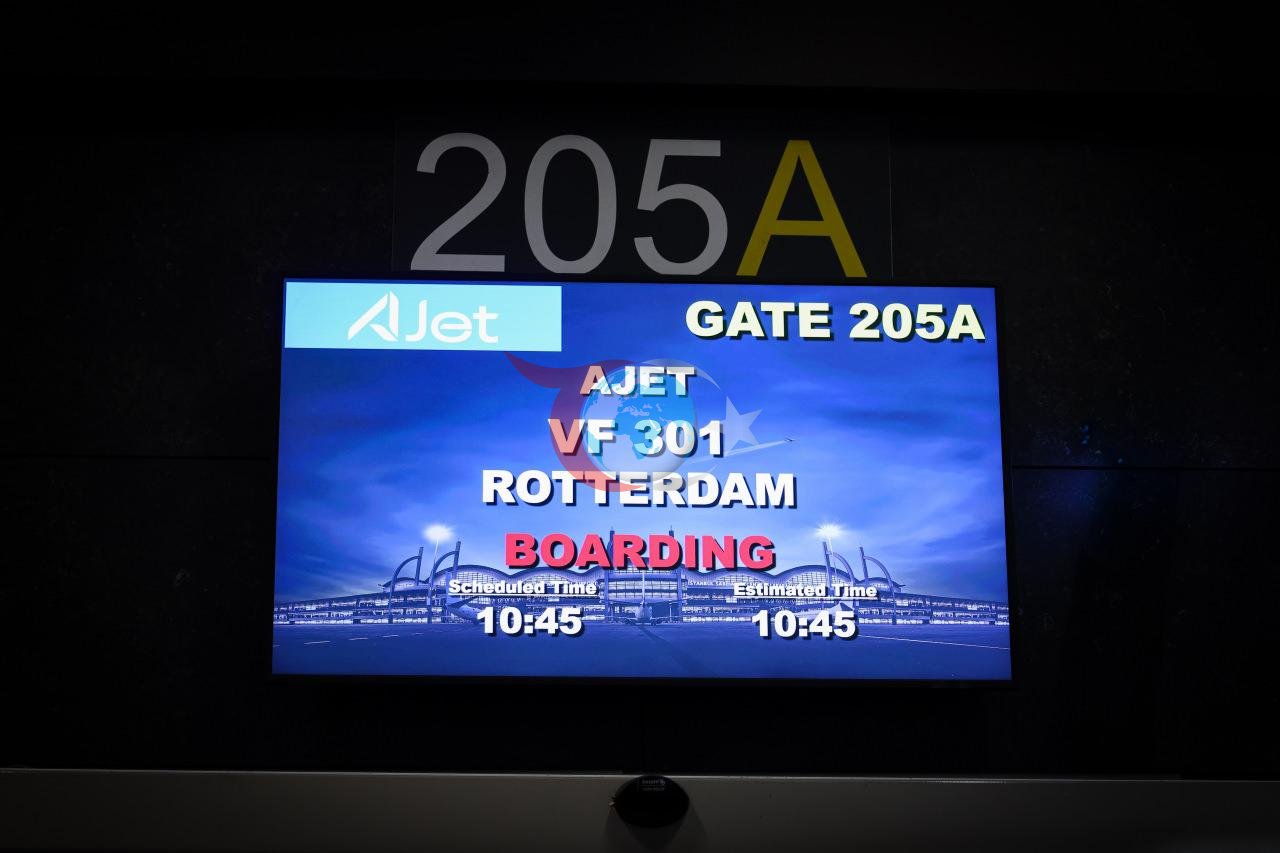 205A
AJet
GATE 205A
AJET
VF 301
ROTTERDAM
BOARDING
Scheduled Time
Estimated Time
10:45
10:45